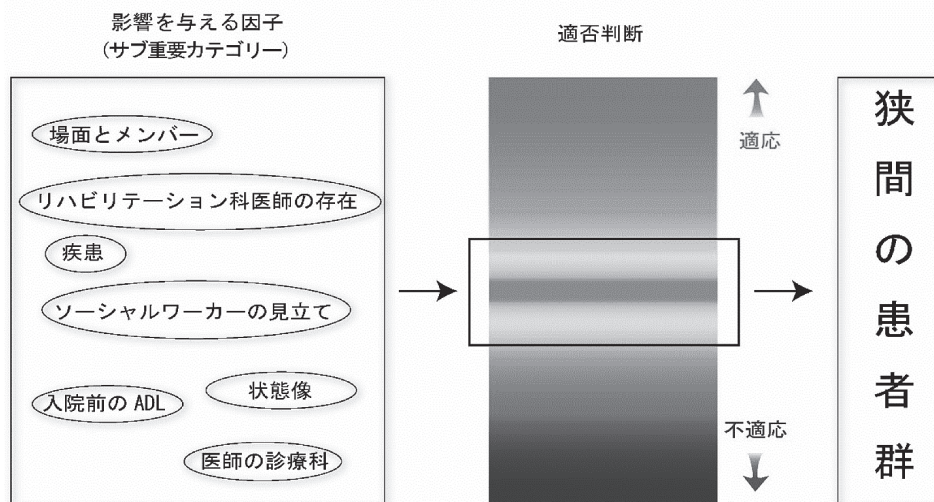 影響を与える因子
(サブ重要カテゴリー)
適否判断
場面とメンバー
リハビリテーション科医師の存在
疾患
ソーシャルワーカーの見立て
入院前の ADL
状態像
医師の診療科
適応
不適応
狭間の患者群